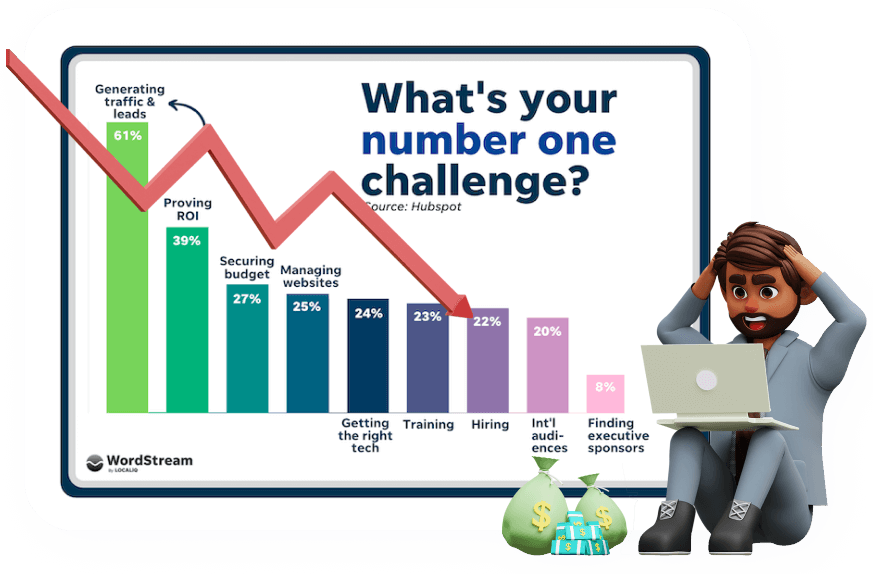 What's your
number one
challenge?
Source: Hubspot
Generating
traffic &
leads
61%
Proving
ROI
39%
Securing
budget
27%
Managing
websites
25%
24%
23%
22%
20%
8%
Getting
the right
tech
Training
Hiring
Int'l
audi-
ences
Finding
executive
sponsors
WordStream
By LOCALiQ
$
$
$
$
$